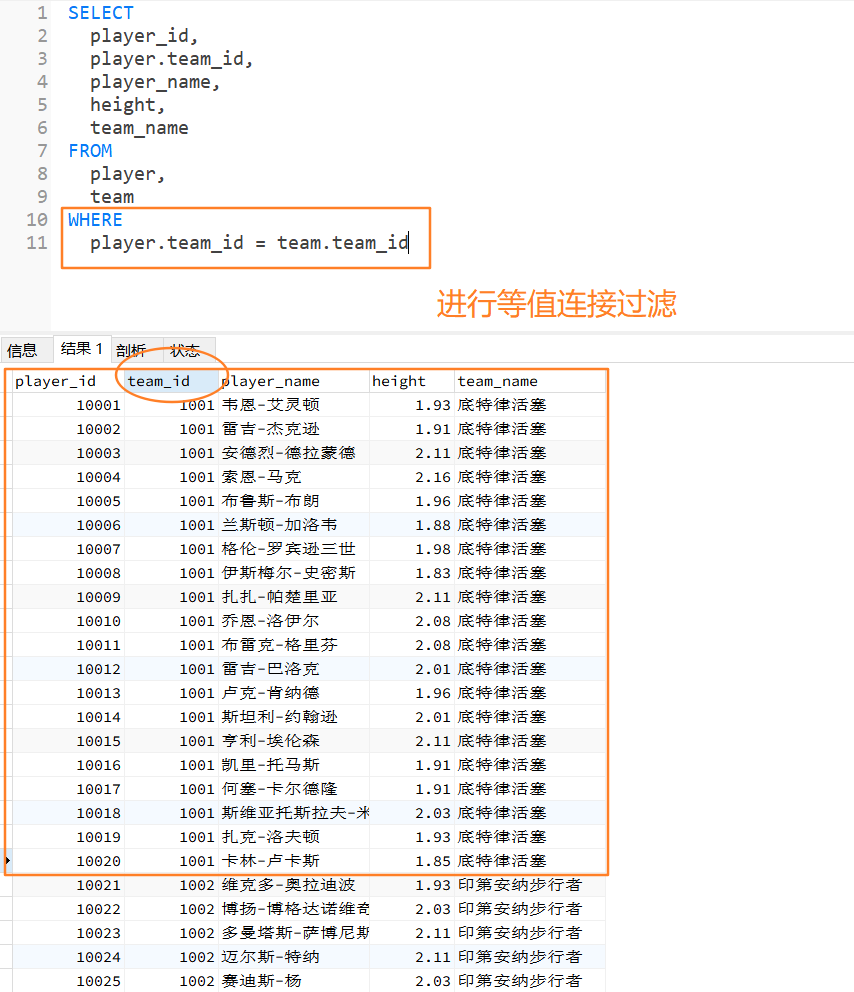 1 SELECT
2 player_id,
3 player.team_id,
4 player_name,
5 height,
6 team_name
7 FROM
8 player,
9 team
10 WHERE
11 player.team_id = team.team_id
进行等值连接过滤
信息 结果 1 剖析 状态
player_id team_id player_name height team_name
10001 1001 韦恩-艾灵顿 1.93 底特律活塞
10002 1001 雷吉-杰克逊 1.91 底特律活塞
10003 1001 安德烈-德拉蒙德 2.11 底特律活塞
10004 1001 索恩-马克 2.16 底特律活塞
10005 1001 布鲁斯-布朗 1.96 底特律活塞
10006 1001 兰斯顿-加洛韦 1.88 底特律活塞
10007 1001 格伦-罗宾逊三世 1.98 底特律活塞
10008 1001 伊斯梅尔-史密斯 1.83 底特律活塞
10009 1001 扎扎-帕楚里亚 2.11 底特律活塞
10010 1001 乔恩-洛伊尔 2.08 底特律活塞
10011 1001 布雷克-格里芬 2.08 底特律活塞
10012 1001 雷吉-巴洛克 2.01 底特律活塞
10013 1001 卢克-肯纳德 1.96 底特律活塞
10014 1001 斯坦利-约翰逊 2.01 底特律活塞
10015 1001 亨利-埃伦森 2.11 底特律活塞
10016 1001 凯里-托马斯 1.91 底特律活塞
10017 1001 何塞-卡尔德隆 1.91 底特律活塞
10018 1001 斯维亚托斯拉夫-米 2.03 底特律活塞
10019 1001 扎克-洛夫顿 1.93 底特律活塞
10020 1001 卡林-卢卡斯 1.85 底特律活塞
10021 1002 维克多-奥拉迪波 1.93 印第安纳步行者
10022 1002 博扬-博格达诺维奇 2.03 印第安纳步行者
10023 1002 多曼塔斯-萨博尼斯 2.11 印第安纳步行者
10024 1002 迈尔斯-特纳 2.11 印第安纳步行者
10025 1002 赛迪斯-杨 2.03 印第安纳步行者